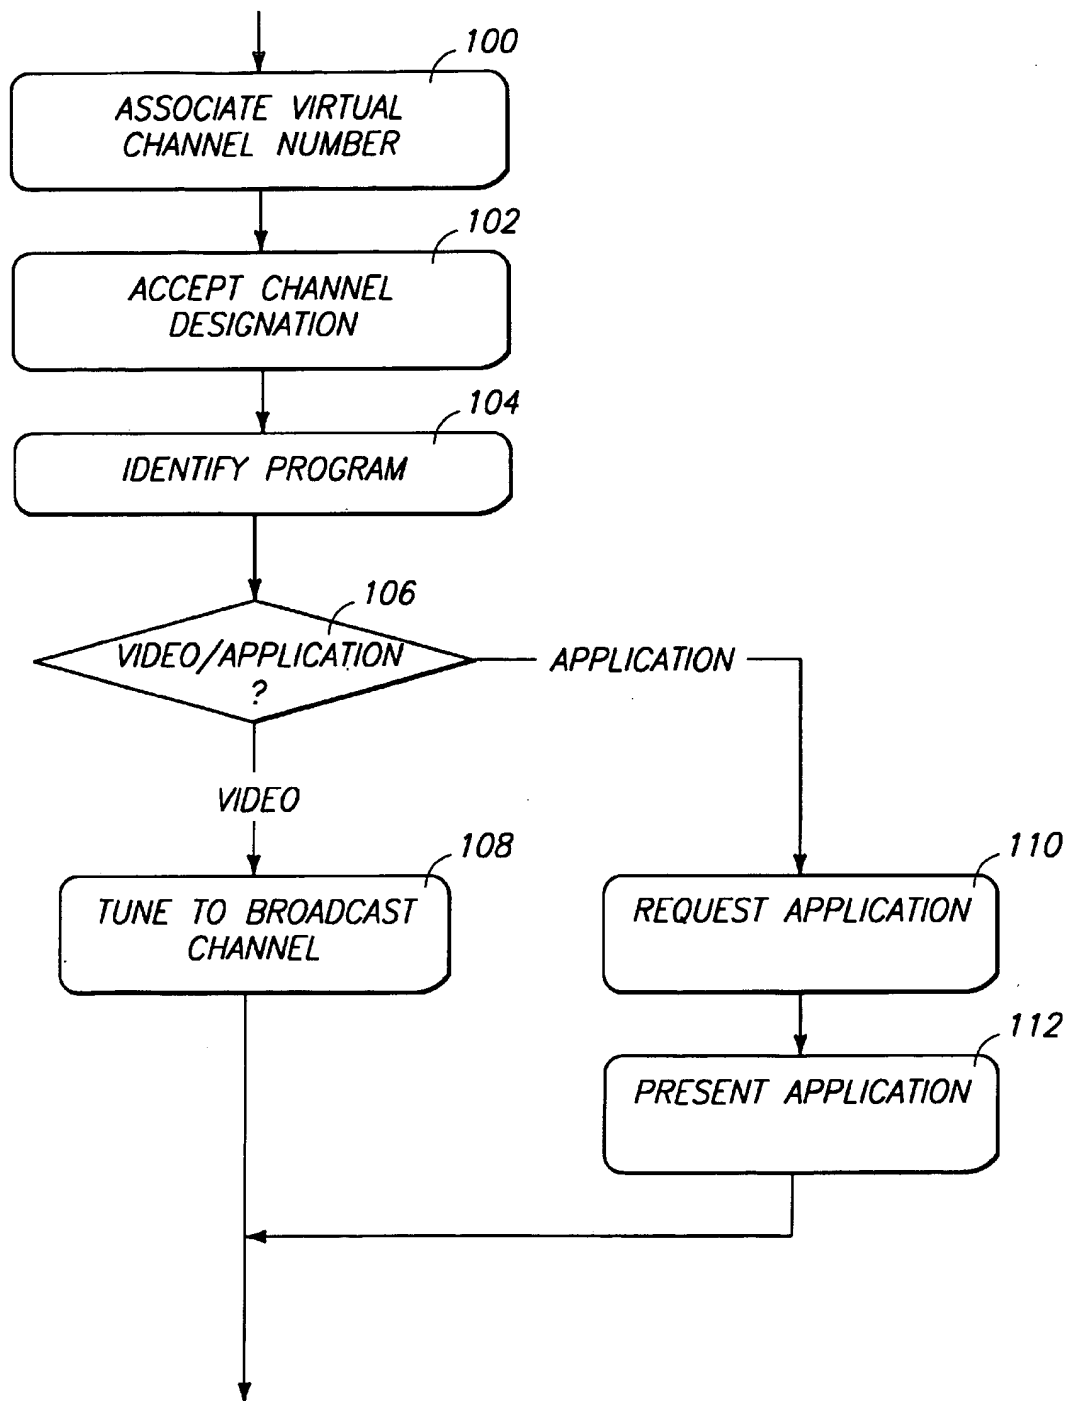 100
ASSOCIATE VIRTUAL
CHANNEL NUMBER
102
ACCEPT CHANNEL
DESIGNATION
104
IDENTIFY PROGRAM
106
VIDEO/APPLICATION
?
APPLICATION
VIDEO
108
TUNE TO BROADCAST
CHANNEL
110
REQUEST APPLICATION
112
PRESENT APPLICATION